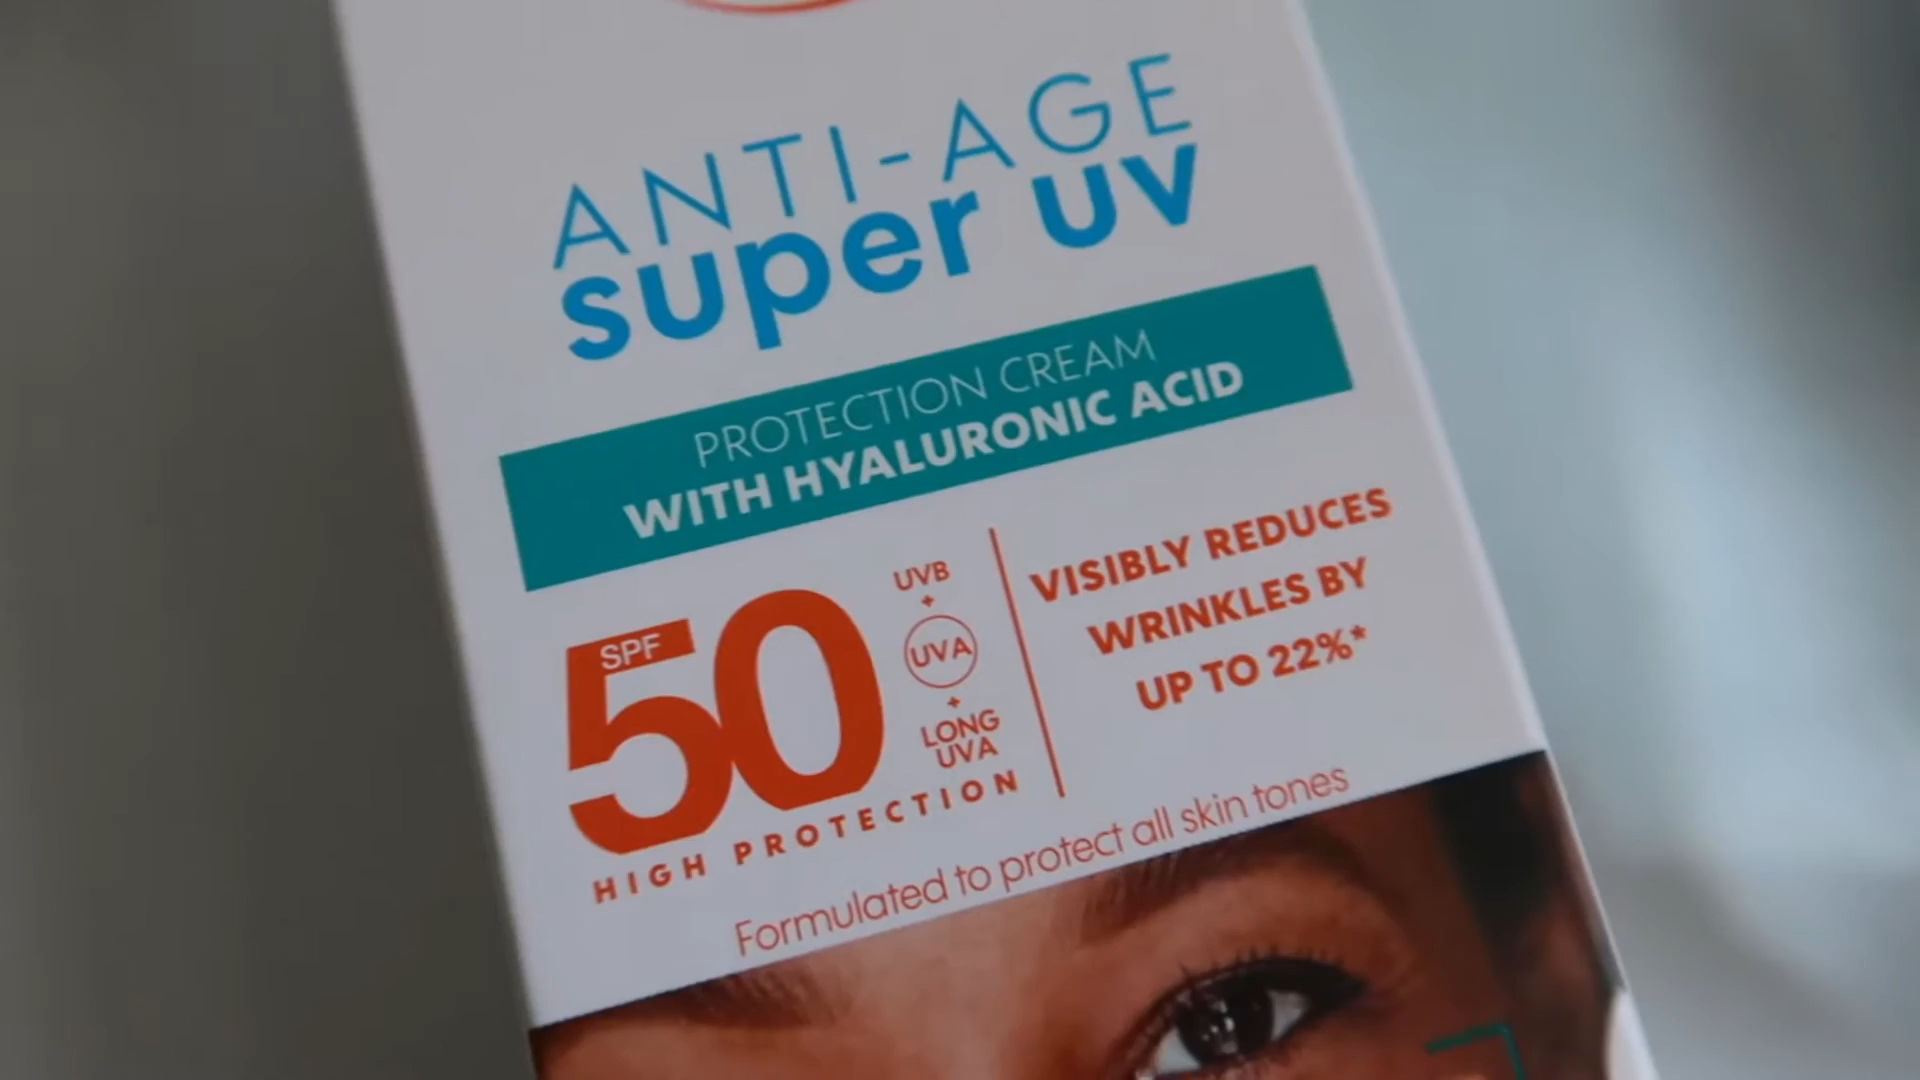 ANTI-AGE
super UV
PROTECTION CREAM
WITH HYALURONIC ACID
SPF
50
UVB
+
UVA
+
LONG
UVA
HIGH PROTECTION
VISIBLY REDUCES
WRINKLES BY
UP TO 22%*
Formulated to protect all skin tones